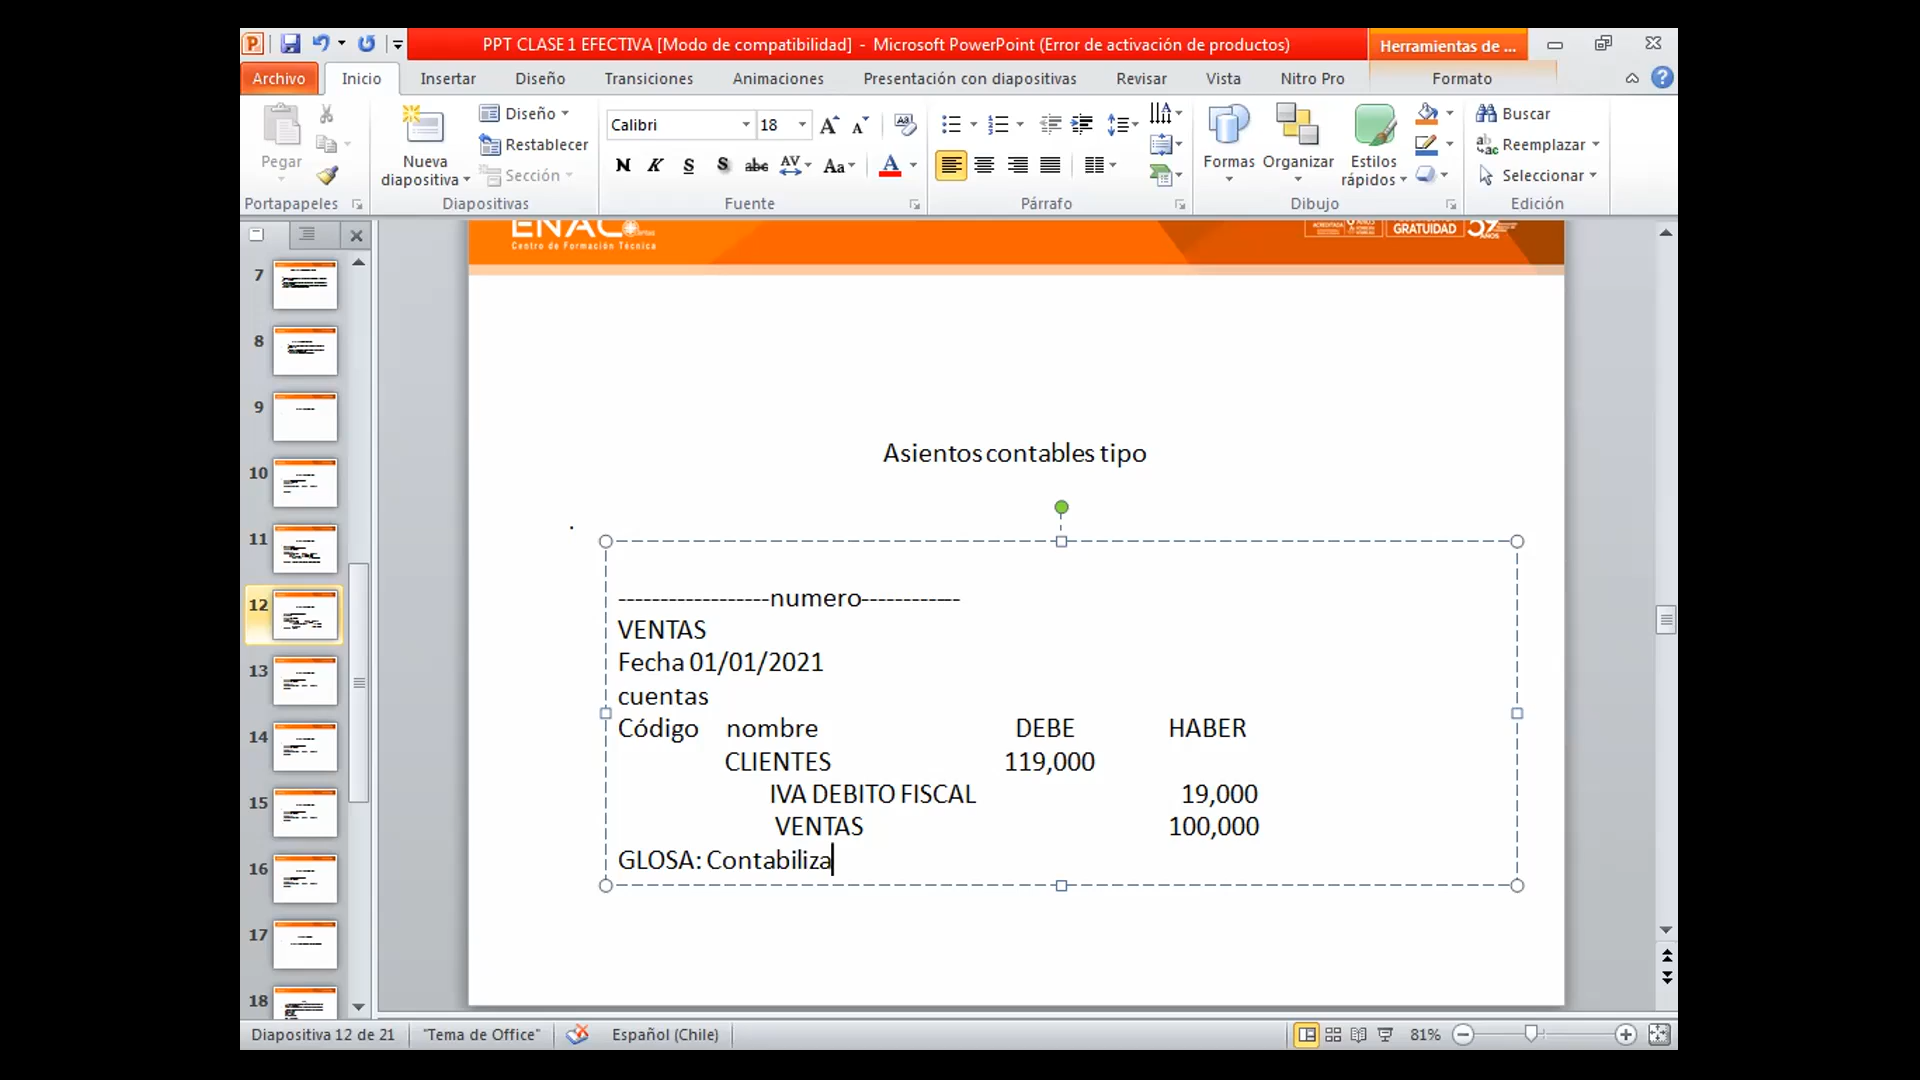 PPT CLASE 1 EFECTIVA [Modo de compatibilidad] - Microsoft PowerPoint (Error de activación de productos)
Herramientas de ...
Archivo Inicio Insertar Diseño Transiciones Animaciones Presentación con diapositivas Revisar Vista Nitro Pro Formato
Pegar
Portapapeles
Nueva diapositiva
Diseño
Restablecer
Sección
Diapositivas
Calibri 18
N K S S abc AV Aa A
Fuente
Párrafo
Formas
Organizar
Estilos rápidos
Dibujo
Buscar
Reemplazar
Seleccionar
Edición
7
8
9
10
11
12
13
14
15
16
17
18
ENAC
Centro de Formación Técnica
GRATUIDAD
Asientos contables tipo
.
------------------numero------------
VENTAS
Fecha 01/01/2021
cuentas
Código nombre DEBE HABER
CLIENTES 119,000
IVA DEBITO FISCAL 19,000
VENTAS 100,000
GLOSA: Contabiliza
Diapositiva 12 de 21 "Tema de Office" Español (Chile) 81%